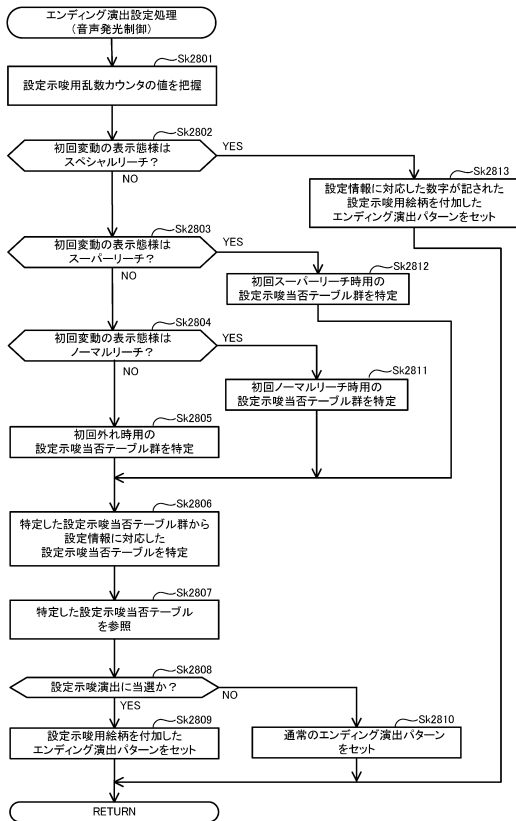 エンディング演出設定処理
(音声発光制御)
Sk2801
設定示唆用乱数カウンタの値を把握
Sk2802
初回変動の表示態様は
スペシャルリーチ？
YES
NO
Sk2813
設定情報に対応した数字が記された
設定示唆用絵柄を付加した
エンディング演出パターンをセット
Sk2803
初回変動の表示態様は
スーパーリーチ？
YES
NO
Sk2812
初回スーパーリーチ時用の
設定示唆当否テーブル群を特定
Sk2804
初回変動の表示態様は
ノーマルリーチ？
YES
NO
Sk2811
初回ノーマルリーチ時用の
設定示唆当否テーブル群を特定
Sk2805
初回外れ時用の
設定示唆当否テーブル群を特定
Sk2806
特定した設定示唆当否テーブル群から
設定情報に対応した
設定示唆当否テーブルを特定
Sk2807
特定した設定示唆当否テーブル
を参照
Sk2808
設定示唆演出に当選か？
NO
YES
Sk2809
設定示唆用絵柄を付加した
エンディング演出パターンをセット
Sk2810
通常のエンディング演出パターン
をセット
RETURN